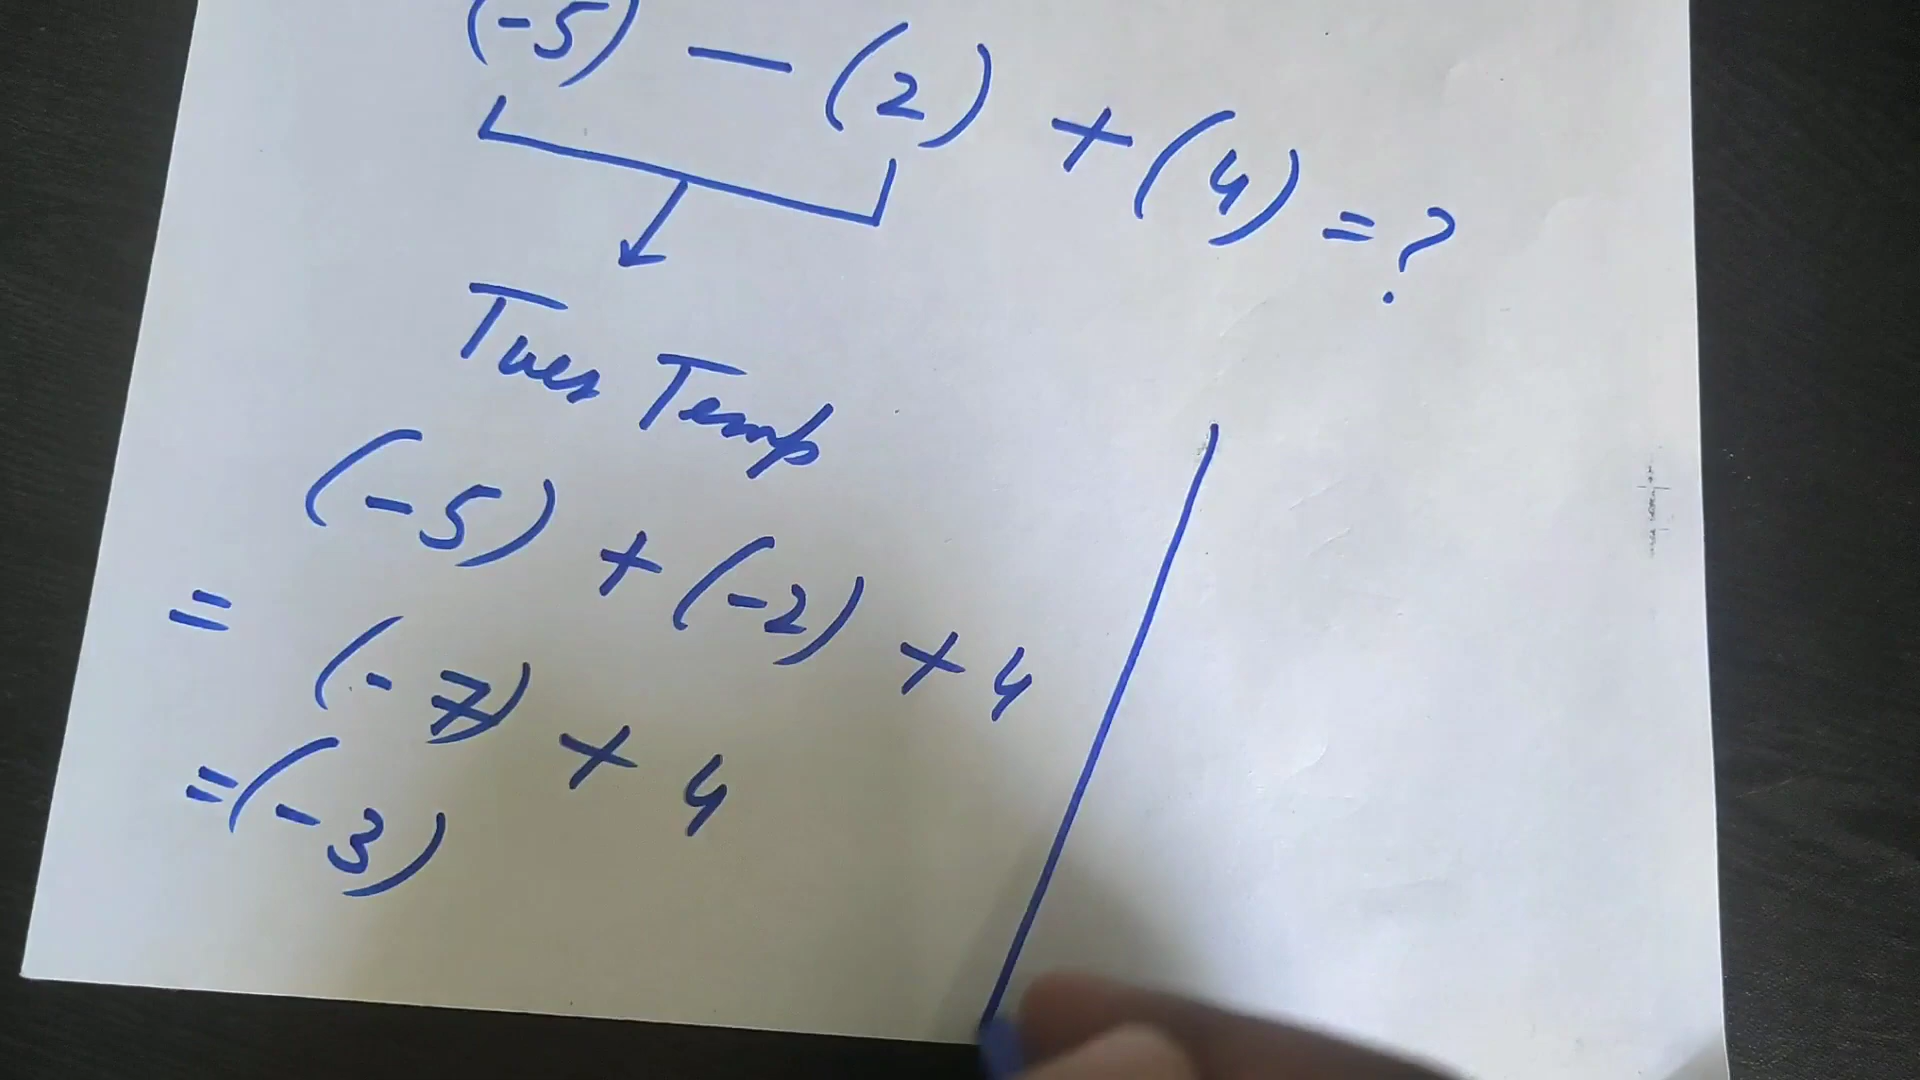 (-5) - (2) + (4) = ?
Tues Temp
(-5) + (-2) + 4
= (-7) + 4
= (-3)